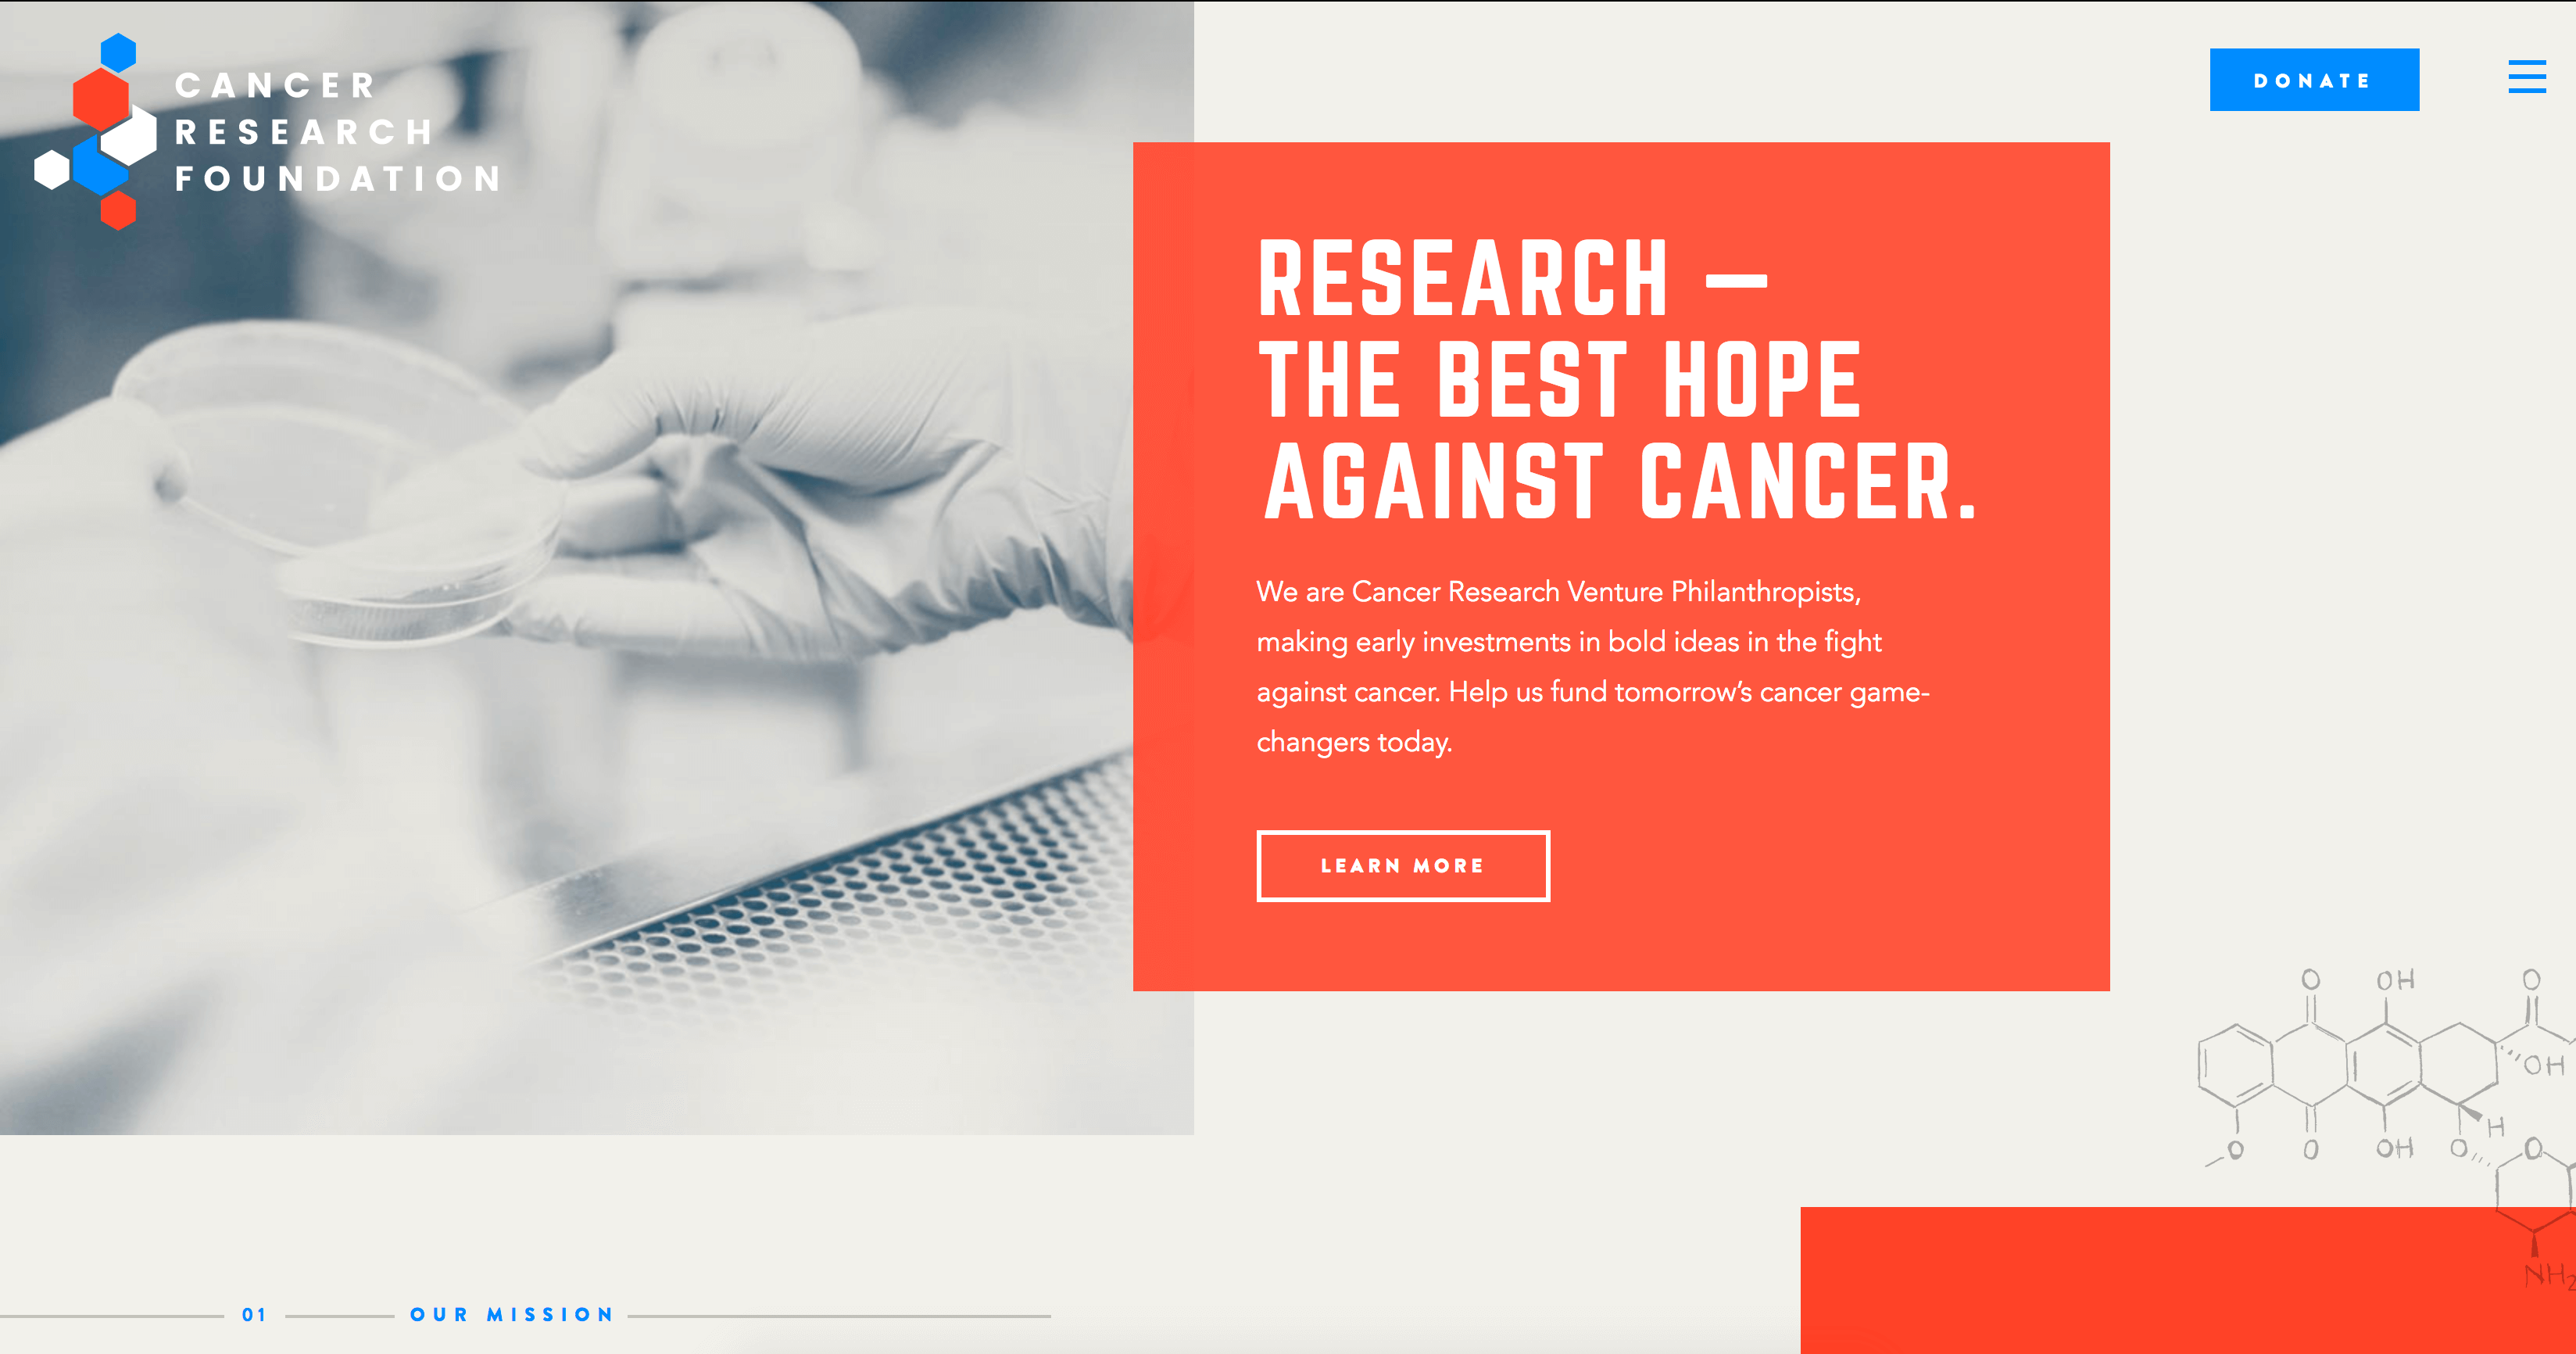 CANCER
RESEARCH
FOUNDATION
DONATE
RESEARCH —
THE BEST HOPE
AGAINST CANCER.
We are Cancer Research Venture Philanthropists,
making early investments in bold ideas in the fight
against cancer. Help us fund tomorrow’s cancer game-
changers today.
LEARN MORE
O OH O
OH
H
O O OH O O
NH2
01 OUR MISSION